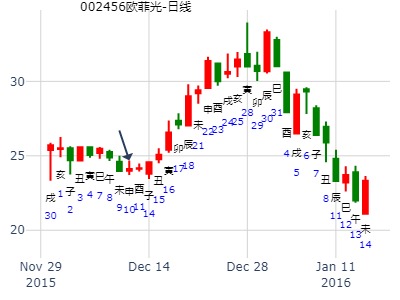 002456欧菲光-日线
30
25
20
戌
30
亥
1
子
2
丑
3
寅
4
巳
7
午
8
未
9
申
10
酉
11
子
14
丑
15
寅
16
卯
17
辰
18
未
21
申
22
酉
23
戌
24
亥
25
寅
28
卯
29
辰
30
巳
31
酉
4
戌
5
亥
6
子
7
丑
8
辰
11
巳
12
午
13
未
14
Nov 29
2015
Dec 14
Dec 28
Jan 11
2016